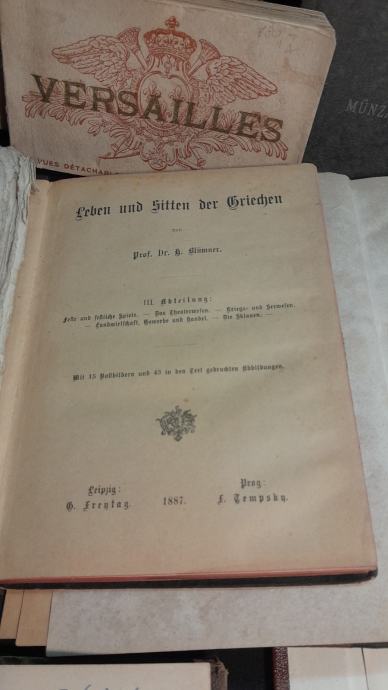 VERSAILLES
VUES DÉTACHABL
MÜNZ
Leben und Sitten der Griechen
von
Prof. Dr. H. Blümner.
III. Abteilung:
Feste und festliche Spiele. — Das Theaterwesen. — Kriegs- und Seewesen.
— Landwirtschaft, Gewerbe und Handel. — Die Sklaven. —
Mit 15 Vollbildern und 43 in den Text gedruckten Abbildungen.
Leipzig:
G. Freytag.
1887.
Prag:
F. Tempsky.